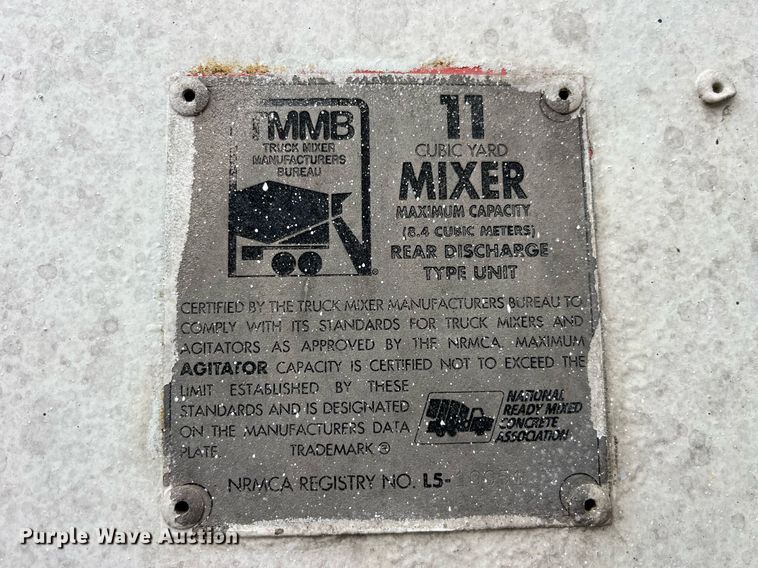 TMMB
TRUCK MIXER
MANUFACTURERS
BUREAU
®
11
CUBIC YARD
MIXER
MAXIMUM CAPACITY
(8.4 CUBIC METERS)
REAR DISCHARGE
TYPE UNIT
CERTIFIED BY THE TRUCK MIXER MANUFACTURERS BUREAU TO
COMPLY WITH ITS STANDARDS FOR TRUCK MIXERS AND
AGITATORS AS APPROVED BY THE NRMCA. MAXIMUM
AGITATOR CAPACITY IS CERTIFIED NOT TO EXCEED THE
LIMIT ESTABLISHED BY THESE
STANDARDS AND IS DESIGNATED
ON THE MANUFACTURERS DATA
PLATE. TRADEMARK ®
NATIONAL
READY MIXED
CONCRETE
ASSOCIATION
NRMCA REGISTRY NO. L5-
Purple Wave Auction